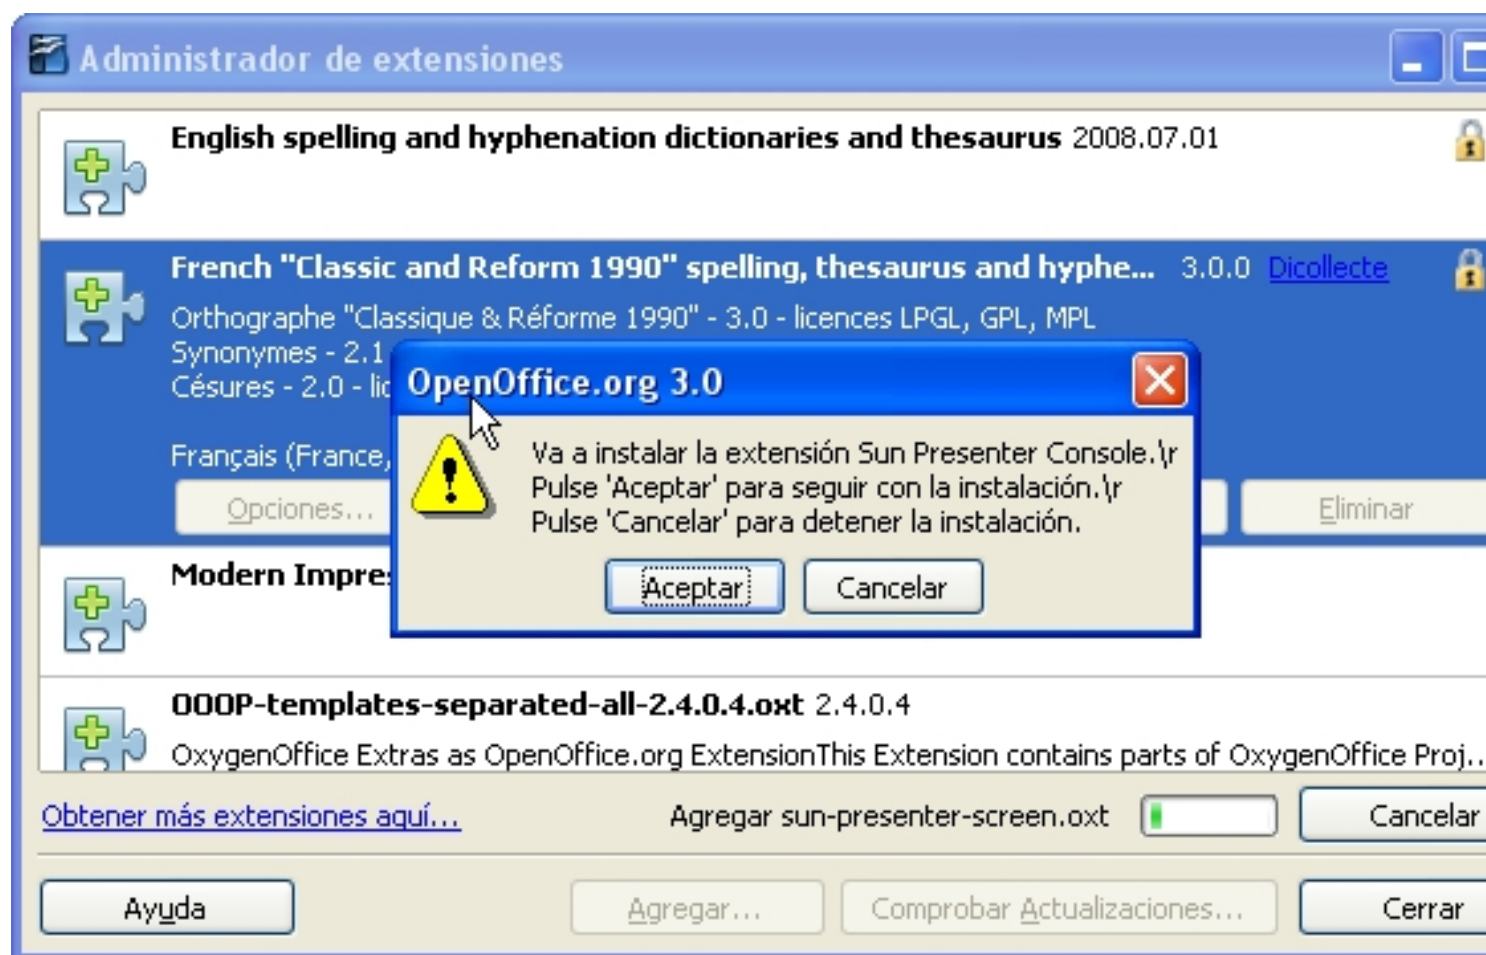 Administrador de extensiones
English spelling and hyphenation dictionaries and thesaurus 2008.07.01
French "Classic and Reform 1990" spelling, thesaurus and hyphe... 3.0.0 Dicollecte
Orthographe "Classique & Réforme 1990" - 3.0 - licences LPGL, GPL, MPL
Synonymes - 2.1
Césures - 2.0 - lic
Français (France,
Opciones...
Eliminar
OpenOffice.org 3.0
Va a instalar la extensión Sun Presenter Console.\r
Pulse 'Aceptar' para seguir con la instalación.\r
Pulse 'Cancelar' para detener la instalación.
Aceptar Cancelar
Modern Impre
OOOP-templates-separated-all-2.4.0.4.oxt 2.4.0.4
OxygenOffice Extras as OpenOffice.org ExtensionThis Extension contains parts of OxygenOffice Proj...
Obtener más extensiones aquí... Agregar sun-presenter-screen.oxt Cancelar
Ayuda Agregar... Comprobar Actualizaciones... Cerrar